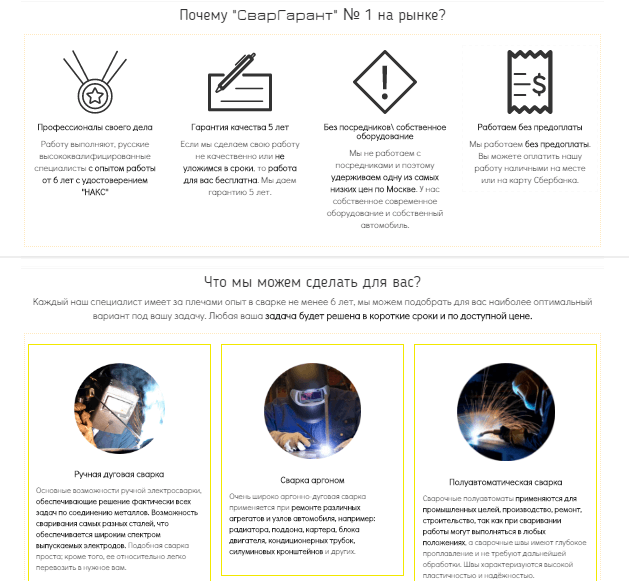 Почему "СварГарант" № 1 на рынке?
Профессионалы своего дела
Работу выполняют, русские
высококвалифицированные
специалисты с опытом работы
от 6 лет с удостоверением
"НАКС"
Гарантия качества 5 лет
Если мы сделаем свою работу
не качественно или не
уложимся в сроки, то работа
для вас бесплатна. Мы даем
гарантию 5 лет.
Без посредников\ собственное
оборудование
Мы не работаем с
посредниками и поэтому
удерживаем одну из самых
низких цен по Москве. У нас
собственное современное
оборудование и собственный
автомобиль.
$
Работаем без предоплаты
Мы работаем без предоплаты.
Вы можете оплатить нашу
работу наличными на месте
или на карту Сбербанка.
Что мы можем сделать для вас?
Каждый наш специалист имеет за плечами опыт в сварке не менее 6 лет, мы можем подобрать для вас наиболее оптимальный
вариант под вашу задачу. Любая ваша задача будет решена в короткие сроки и по доступной цене.
Ручная дуговая сварка
Основные возможности ручной электросварки,
обеспечивающие решение фактически всех
задач по соединению металлов. Возможность
сваривания самых разных сталей, что
обеспечивается широким спектром
выпускаемых электродов. Подобная сварка
проста; кроме того, ее относительно легко
перевозить в нужное вам.
Сварка аргоном
Очень широко аргонно-дуговая сварка
применяется при ремонте различных
агрегатов и узлов автомобиля, например:
радиатора, поддона, картера, блока
двигателя, кондиционерных трубок,
силуминовых кронштейнов и других.
Полуавтоматическая сварка
Сварочные полуавтоматы применяются для
промышленных целей, производство, ремонт,
строительство, так как при сваривании
работы могут выполняться в любых
положениях, а сварочные швы имеют глубокое
проплавление и не требуют дальнейшей
обработки. Швы характеризуются высокой
пластичностью и надёжностью.